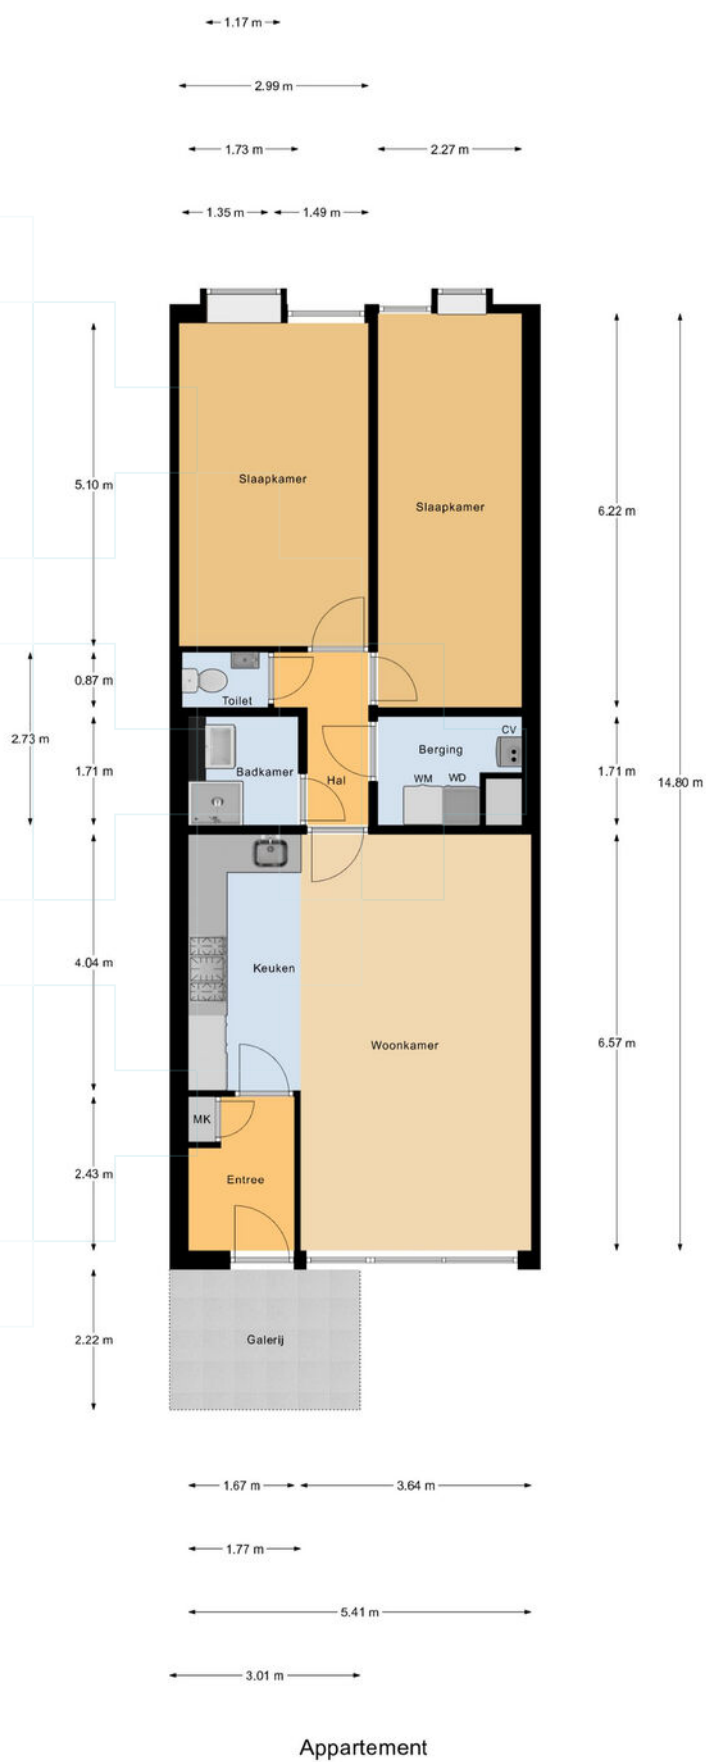 1.17 m
2.99 m
1.73 m
2.27 m
1.35 m
1.49 m
Slaapkamer
5.10 m
Slaapkamer
6.22 m
0.87 m
Toilet
2.73 m
CV
Berging
1.71 m
Badkamer
WM
WD
1.71 m
Hal
14.80 m
4.04 m
Keuken
Woonkamer
6.57 m
MK
2.43 m
Entree
2.22 m
Galerij
1.67 m
3.64 m
1.77 m
5.41 m
3.01 m
Appartement